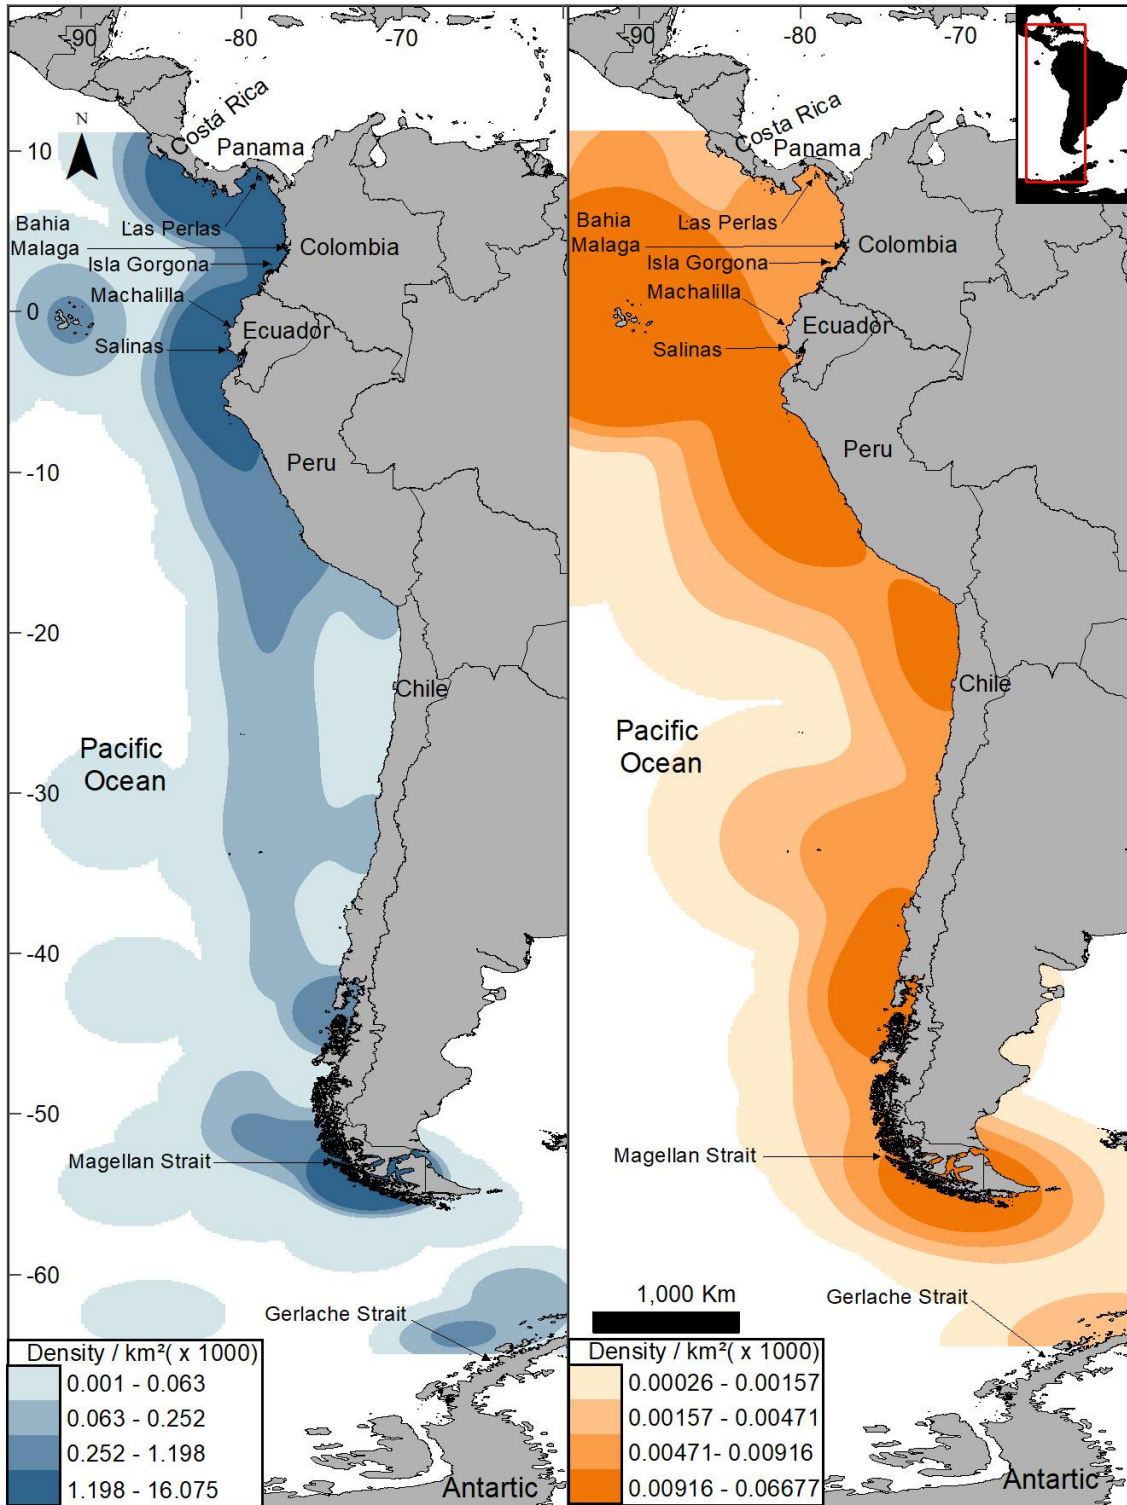 -90
-80
-70
N
10
Costa Rica
Panama
Las Perlas
Bahia
Malaga
Colombia
Isla Gorgona
Machalilla
0
Ecuador
Salinas
-10
Peru
-20
Chile
Pacific
Ocean
-30
-40
-50
Magellan Strait
-60
Gerlache Strait
Antartic
Density / km²( x 1000)
0.001 - 0.063
0.063 - 0.252
0.252 - 1.198
1.198 - 16.075
-90
-80
-70
Costa Rica
Panama
Las Perlas
Bahia
Malaga
Colombia
Isla Gorgona
Machalilla
Ecuador
Salinas
Peru
Chile
Pacific
Ocean
Magellan Strait
1,000 Km
Gerlache Strait
Antartic
Density / km²( x 1000)
0.00026 - 0.00157
0.00157 - 0.00471
0.00471- 0.00916
0.00916 - 0.06677